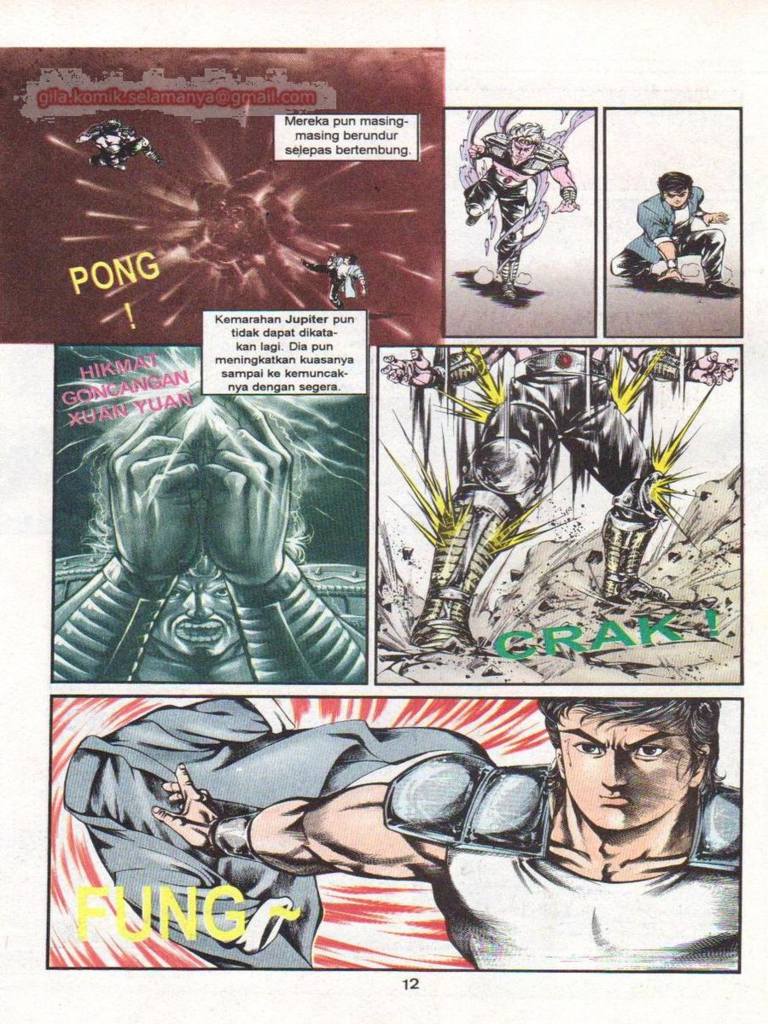 gila.komik.selamanya@gmail.com
Mereka pun masing-
masing berundur
selepas bertembung.
PONG
!
Kemarahan Jupiter pun
tidak dapat dikata-
kan lagi. Dia pun
meningkatkan kuasanya
sampai ke kemuncak-
nya dengan segera.
HIKMAT
GONCANGAN
XUAN YUAN
CRAK !
FUNG ~
12